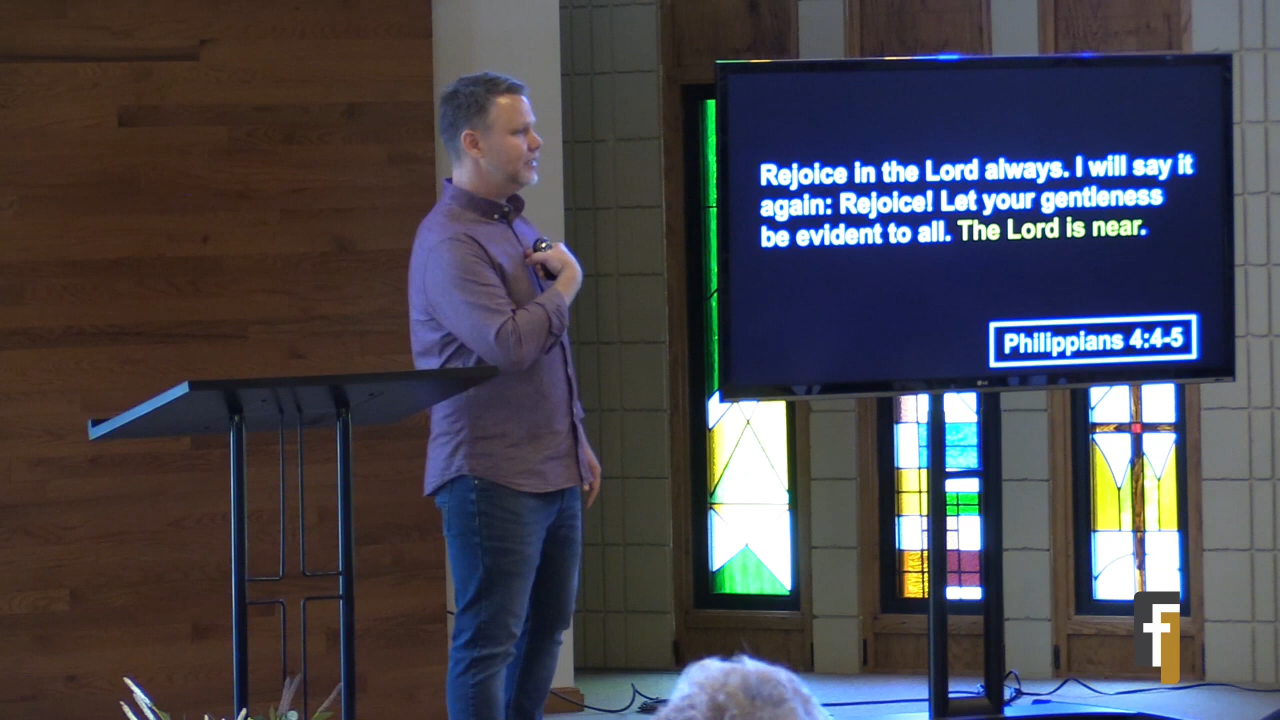 Rejoice in the Lord always. I will say it
again: Rejoice! Let your gentleness
be evident to all. The Lord is near.
Philippians 4:4-5